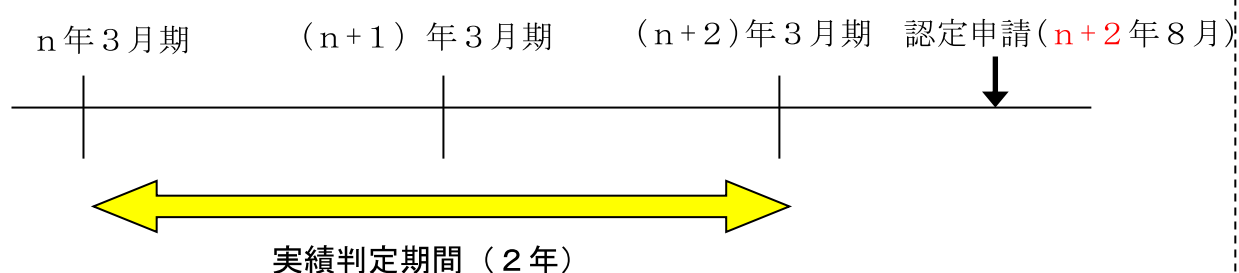 n年3月期 (n+1) 年3月期 (n+2)年3月期 認定申請(n+2年8月)
実績判定期間(2年)